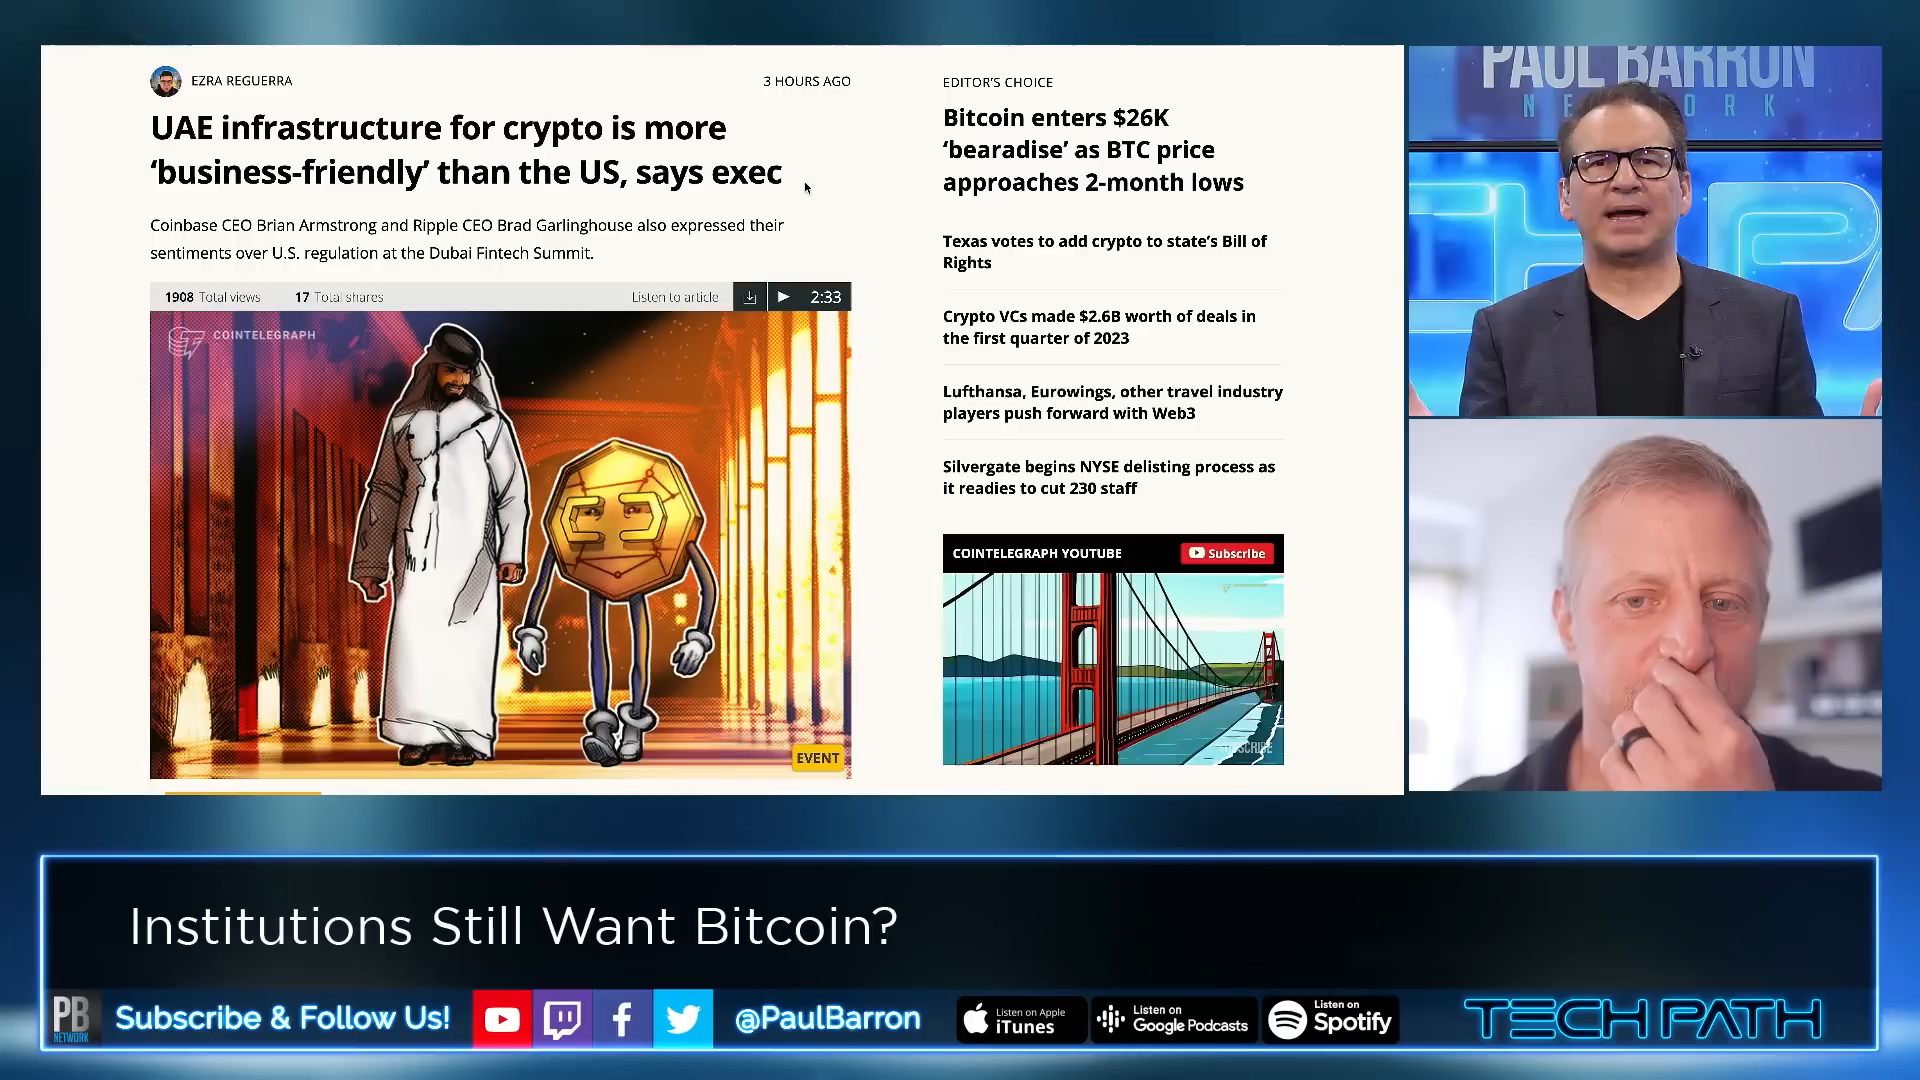 EZRA REGUERRA
3 HOURS AGO
UAE infrastructure for crypto is more
‘business-friendly’ than the US, says exec
Coinbase CEO Brian Armstrong and Ripple CEO Brad Garlinghouse also expressed their
sentiments over U.S. regulation at the Dubai Fintech Summit.
1908 Total views
17 Total shares
Listen to article
2:33
COINTELEGRAPH
EVENT
EDITOR’S CHOICE
Bitcoin enters $26K
‘bearadise’ as BTC price
approaches 2-month lows
Texas votes to add crypto to state’s Bill of
Rights
Crypto VCs made $2.6B worth of deals in
the first quarter of 2023
Lufthansa, Eurowings, other travel industry
players push forward with Web3
Silvergate begins NYSE delisting process as
it readies to cut 230 staff
COINTELEGRAPH YOUTUBE
Subscribe
PAUL BARRON
NETWORK
Institutions Still Want Bitcoin?
PB
NETWORK
Subscribe & Follow Us!
@PaulBarron
Listen on Apple
iTunes
Listen on
Google Podcasts
Listen on
Spotify
TECH PATH